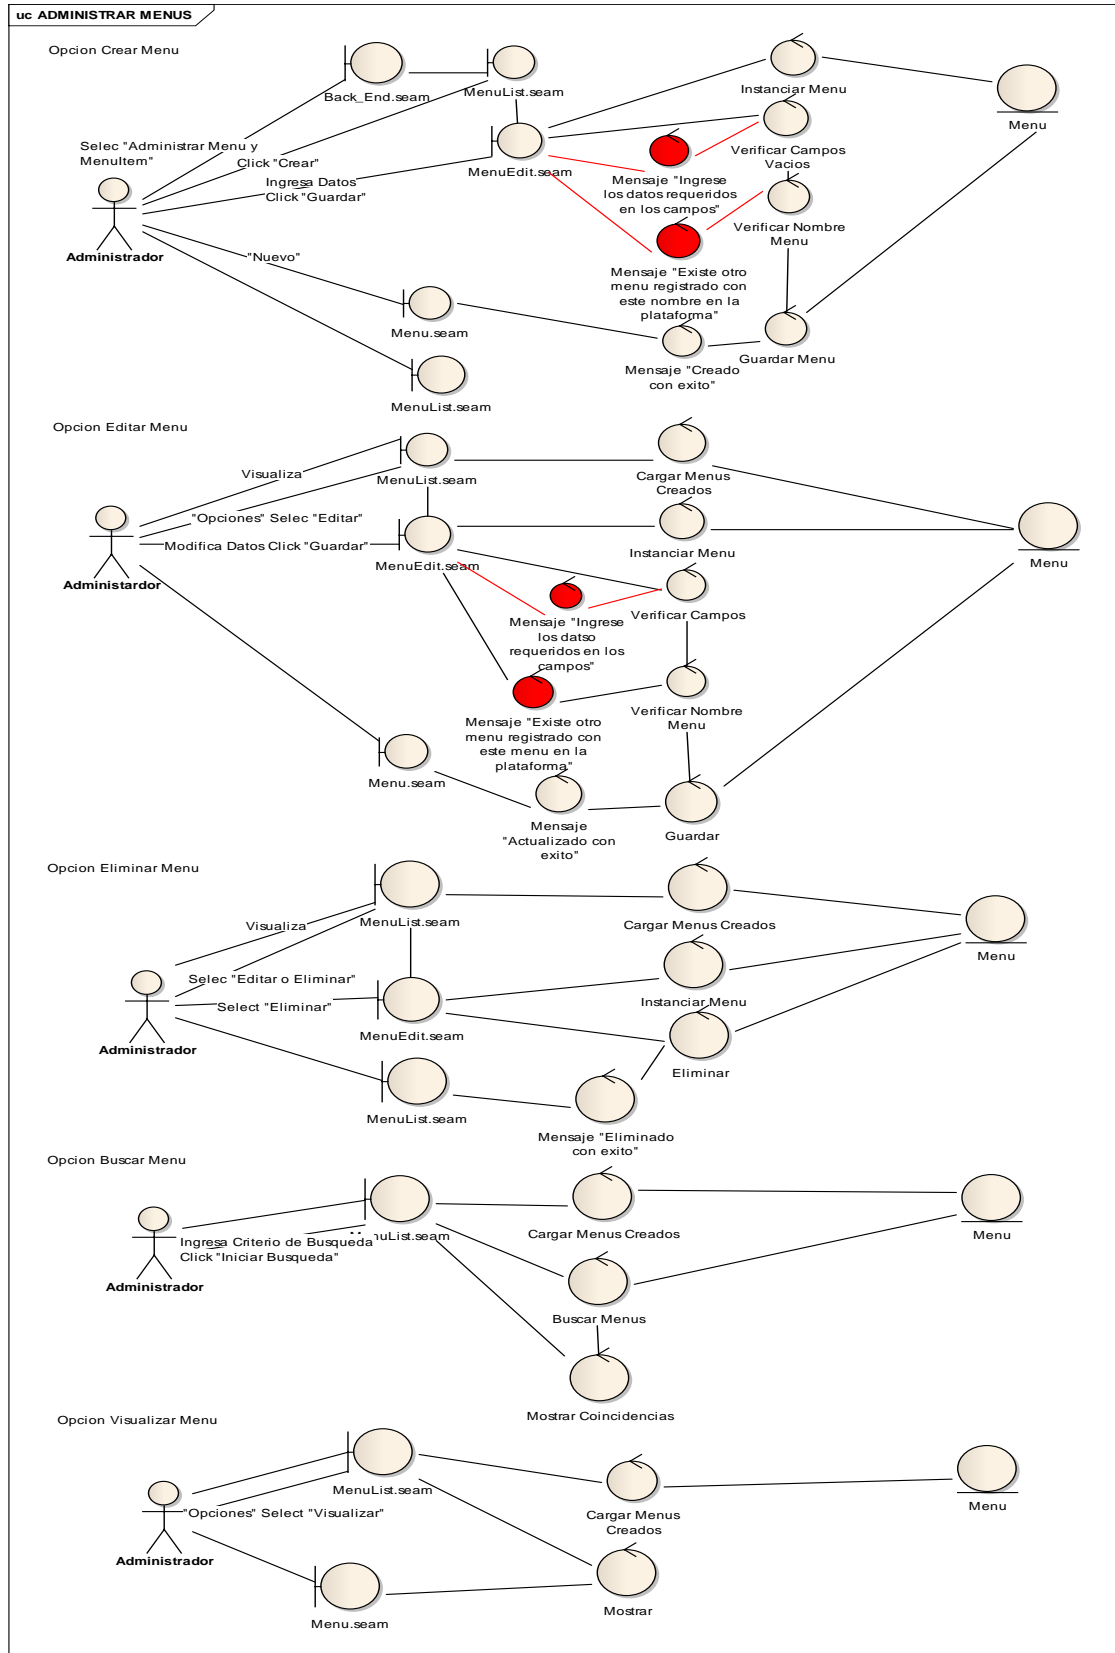 uc ADMINISTRAR MENUS
Opcion Crear Menu
Back_End.seam
MenuList.seam
Instanciar Menu
Menu
Selec "Administrar Menu y
MenuItem"
Click "Crear"
Ingresa Datos
Click "Guardar"
MenuEdit.seam
Verificar Campos
Vacios
Mensaje "Ingrese
los datos requeridos
en los campos"
Administrador
Verificar Nombre
Menu
"Nuevo"
Mensaje "Existe otro
menu registrado con
este nombre en la
plataforma"
Menu.seam
Guardar Menu
Mensaje "Creado
con exito"
MenuList.seam
Opcion Editar Menu
Visualiza
MenuList.seam
Cargar Menus
Creados
"Opciones" Selec "Editar"
Modifica Datos Click "Guardar"
MenuEdit.seam
Instanciar Menu
Menu
Administardor
Mensaje "Ingrese
los datso
requeridos en los
campos"
Verificar Campos
Verificar Nombre
Menu
Mensaje "Existe otro
menu registrado con
este menu en la
plataforma"
Menu.seam
Mensaje
"Actualizado con
exito"
Guardar
Opcion Eliminar Menu
Visualiza
MenuList.seam
Cargar Menus Creados
Menu
Selec "Editar o Eliminar"
Select "Eliminar"
Instanciar Menu
MenuEdit.seam
Administrador
Eliminar
MenuList.seam
Mensaje "Eliminado
con exito"
Opcion Buscar Menu
Ingresa Criterio de Busqueda
Click "Iniciar Busqueda"
MenuList.seam
Cargar Menus Creados
Menu
Administrador
Buscar Menus
Mostrar Coincidencias
Opcion Visualizar Menu
MenuList.seam
"Opciones" Select "Visualizar"
Cargar Menus
Creados
Menu
Administrador
Menu.seam
Mostrar